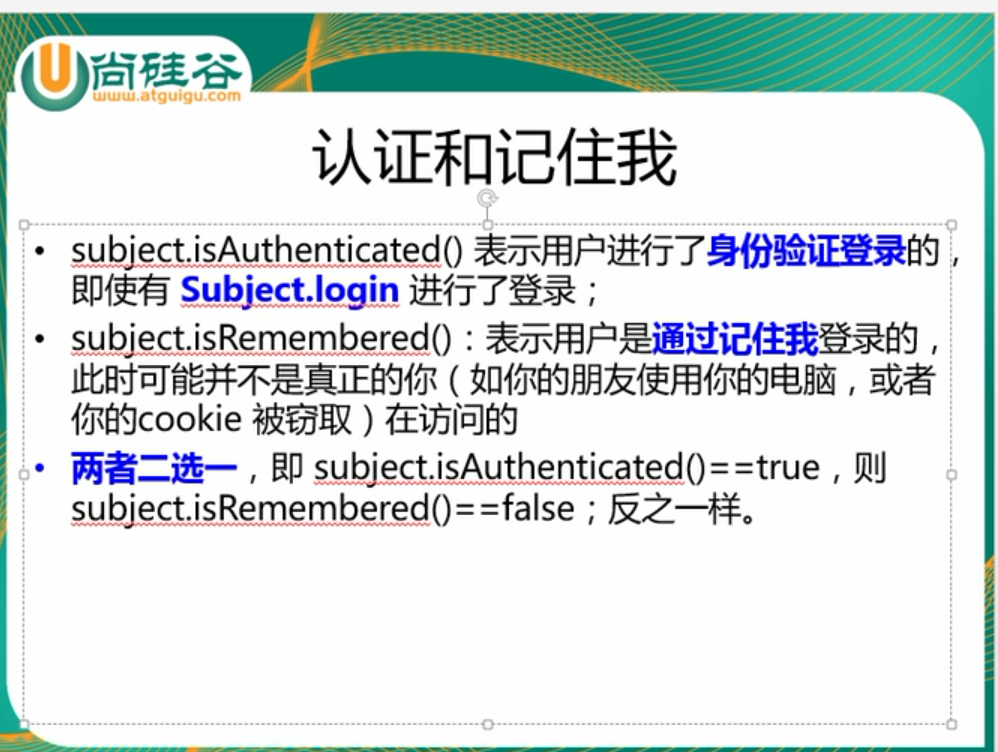 尚硅谷
www.atguigu.com
认证和记住我
• subject.isAuthenticated() 表示用户进行了身份验证登录的，
即使有 Subject.login 进行了登录；
• subject.isRemembered()：表示用户是通过记住我登录的，
此时可能并不是真正的你（如你的朋友使用你的电脑，或者
你的cookie 被窃取）在访问的
• 两者二选一，即 subject.isAuthenticated()==true，则
subject.isRemembered()==false；反之一样。